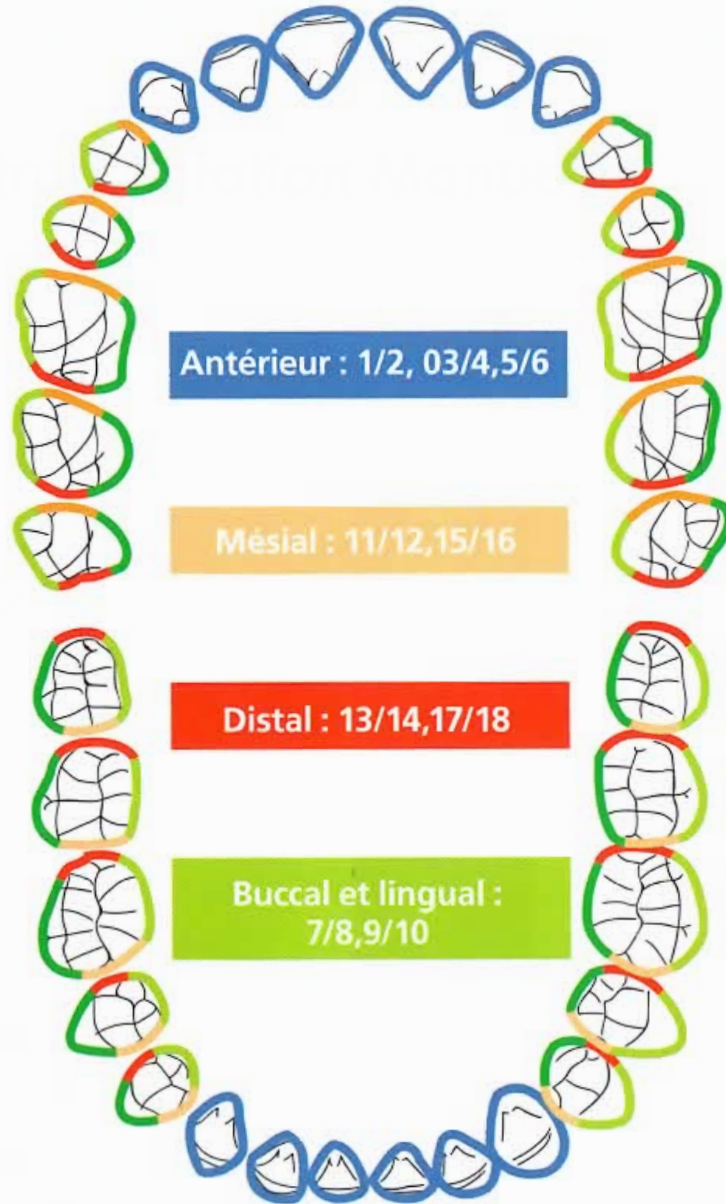 Antérieur : 1/2, 03/4,5/6
Mésial : 11/12,15/16
Distal : 13/14,17/18
Buccal et lingual :
7/8,9/10